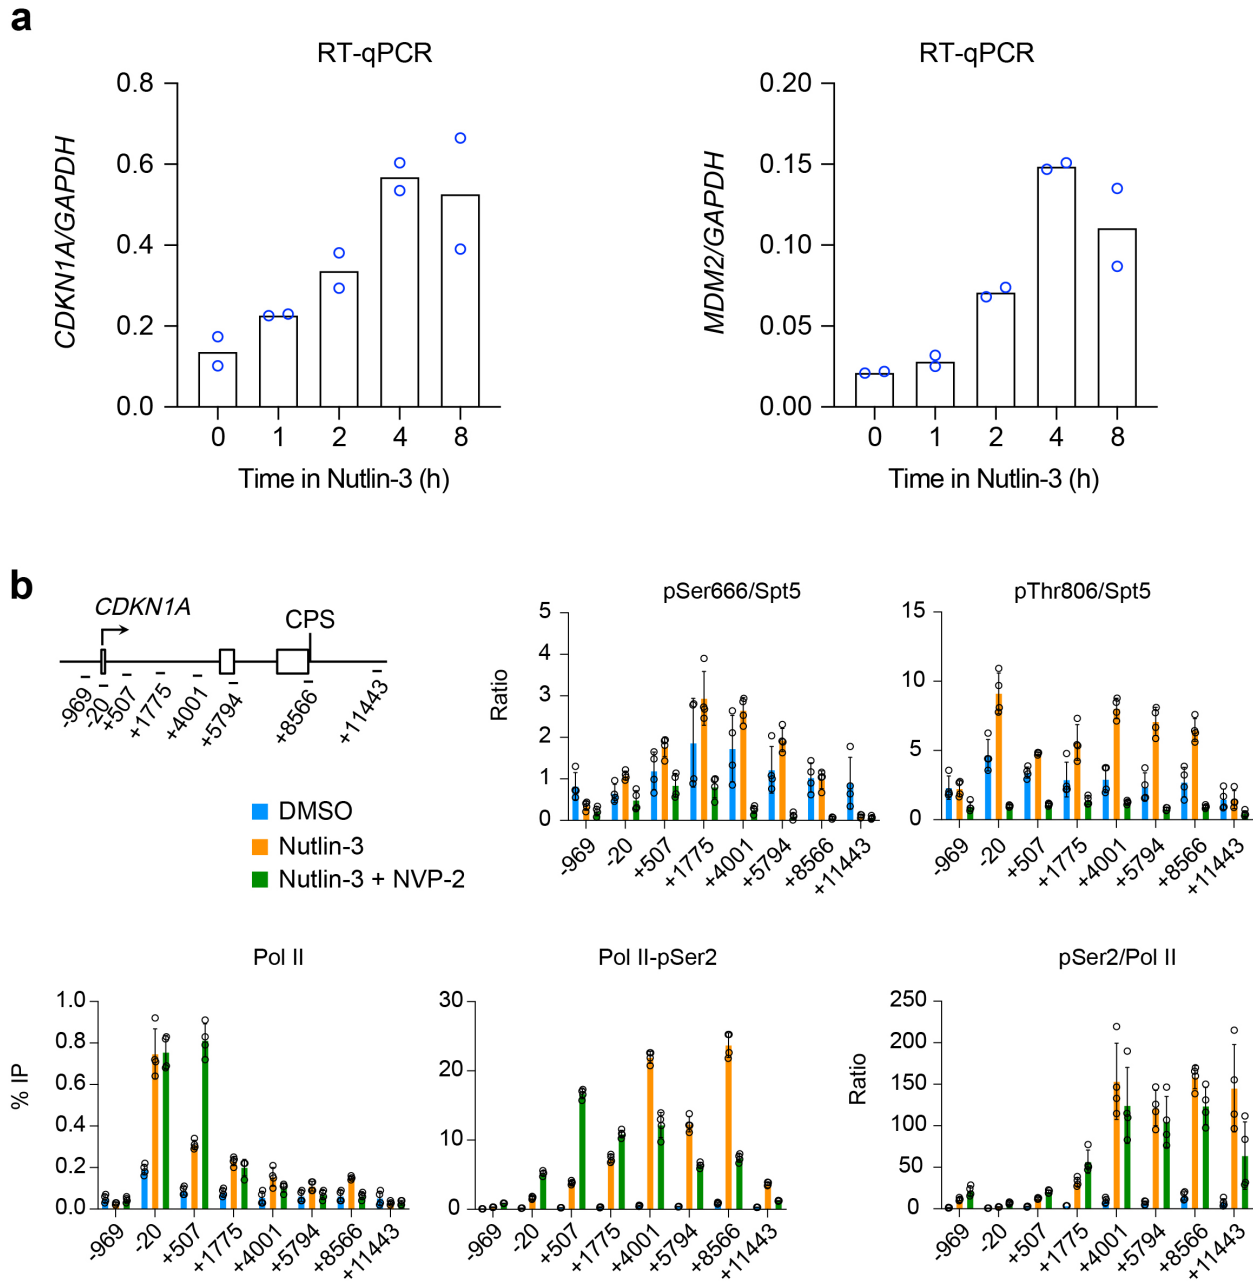 a
RT-qPCR
CDKN1A/GAPDH
0.8
0.6
0.4
0.2
0.0
0 1 2 4 8
Time in Nutlin-3 (h)
RT-qPCR
MDM2/GAPDH
0.20
0.15
0.10
0.05
0.00
0 1 2 4 8
Time in Nutlin-3 (h)
b
CDKN1A
CPS
-969 -20 +507 +1775 +4001 +5794 +8566 +11443
DMSO
Nutlin-3
Nutlin-3 + NVP-2
pSer666/Spt5
Ratio
5
4
3
2
1
0
-969 -20 +507 +1775 +4001 +5794 +8566 +11443
pThr806/Spt5
15
10
5
0
-969 -20 +507 +1775 +4001 +5794 +8566 +11443
Pol II
% IP
1.0
0.8
0.6
0.4
0.2
0.0
-969 -20 +507 +1775 +4001 +5794 +8566 +11443
Pol II-pSer2
30
20
10
0
-969 -20 +507 +1775 +4001 +5794 +8566 +11443
pSer2/Pol II
Ratio
250
200
150
100
50
0
-969 -20 +507 +1775 +4001 +5794 +8566 +11443